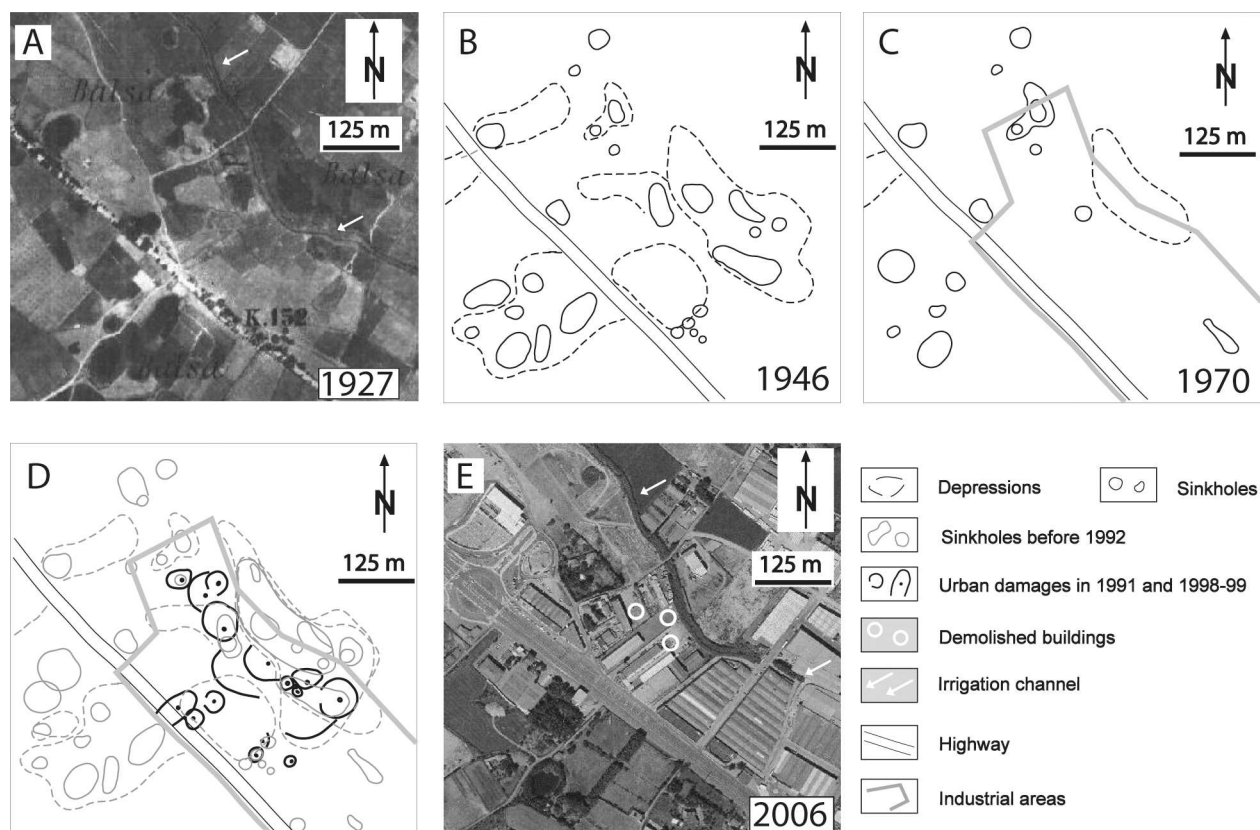 A
N
125 m
Balsa
Balsa
K.152
Balsa
1927
B
N
125 m
1946
C
N
125 m
1970
D
N
125 m
E
N
125 m
2006
Depressions
Sinkholes
Sinkholes before 1992
Urban damages in 1991 and 1998-99
Demolished buildings
Irrigation channel
Highway
Industrial areas